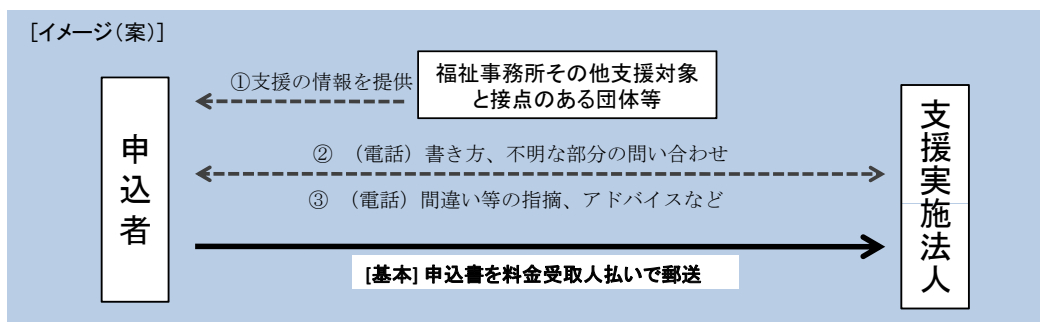 [イメージ(案)]
①支援の情報を提供
福祉事務所その他支援対象
と接点のある団体等
申込者
② （電話）書き方、不明な部分の問い合わせ
③ （電話）間違い等の指摘、アドバイスなど
[基本] 申込書を料金受取人払いで郵送
支援実施法人